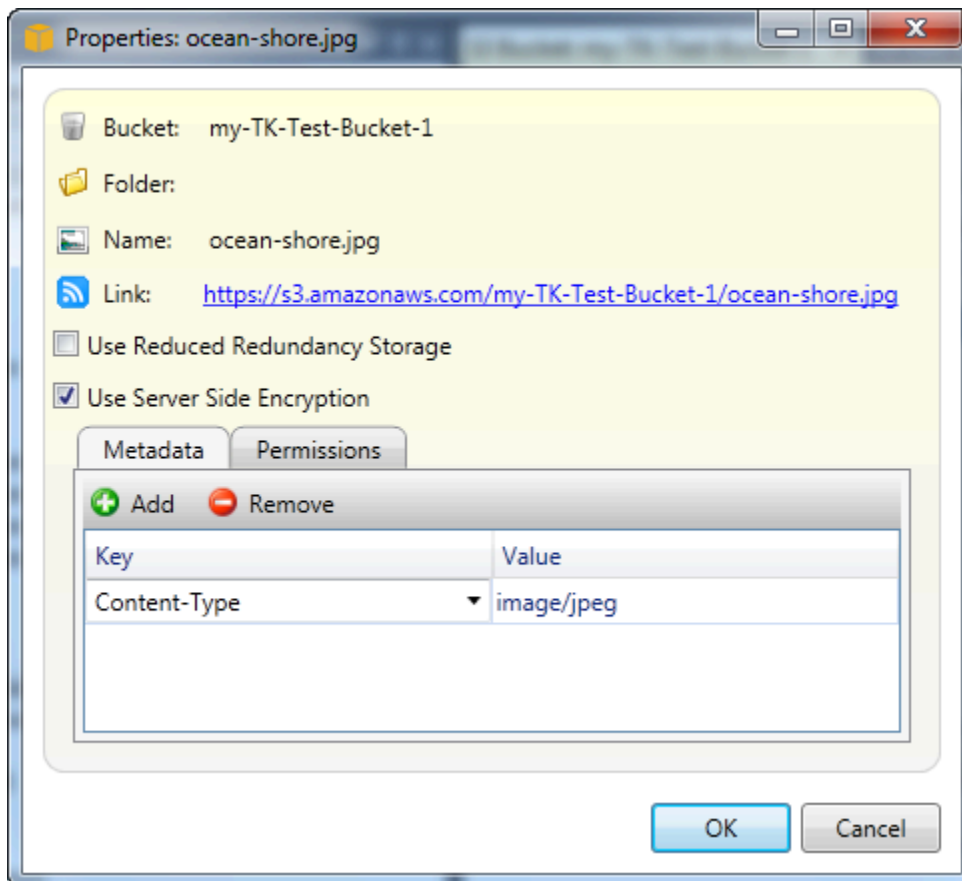 Properties: ocean-shore.jpg
Bucket: my-TK-Test-Bucket-1
Folder:
Name: ocean-shore.jpg
Link: https://s3.amazonaws.com/my-TK-Test-Bucket-1/ocean-shore.jpg
Use Reduced Redundancy Storage
Use Server Side Encryption
Metadata Permissions
Add Remove
Key Value
Content-Type image/jpeg
OK Cancel